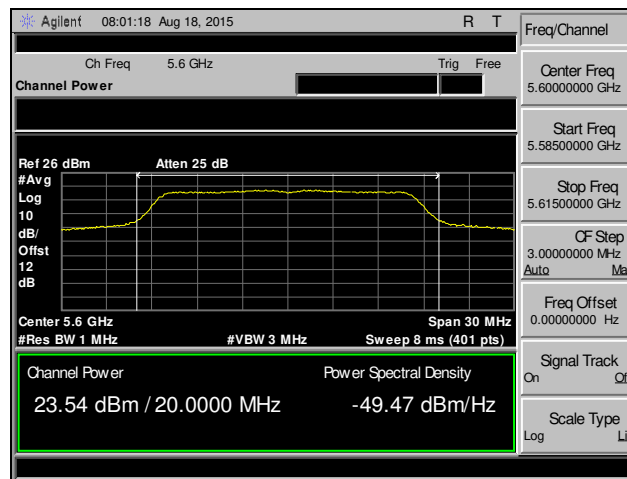 Agilent 08:01:18 Aug 18, 2015 R T
Freq/Channel
Ch Freq 5.6 GHz Trig Free
Channel Power
Center Freq
5.60000000 GHz
Start Freq
5.58500000 GHz
Stop Freq
5.61500000 GHz
CF Step
3.00000000 MHz
Auto Ma
Freq Offset
0.00000000 Hz
Signal Track
On Of
Scale Type
Log Li
Ref 26 dBm Atten 25 dB
#Avg
Log
10
dB/
Offst
12
dB
Center 5.6 GHz Span 30 MHz
#Res BW 1 MHz #VBW 3 MHz Sweep 8 ms (401 pts)
Channel Power Power Spectral Density
23.54 dBm / 20.0000 MHz -49.47 dBm/Hz